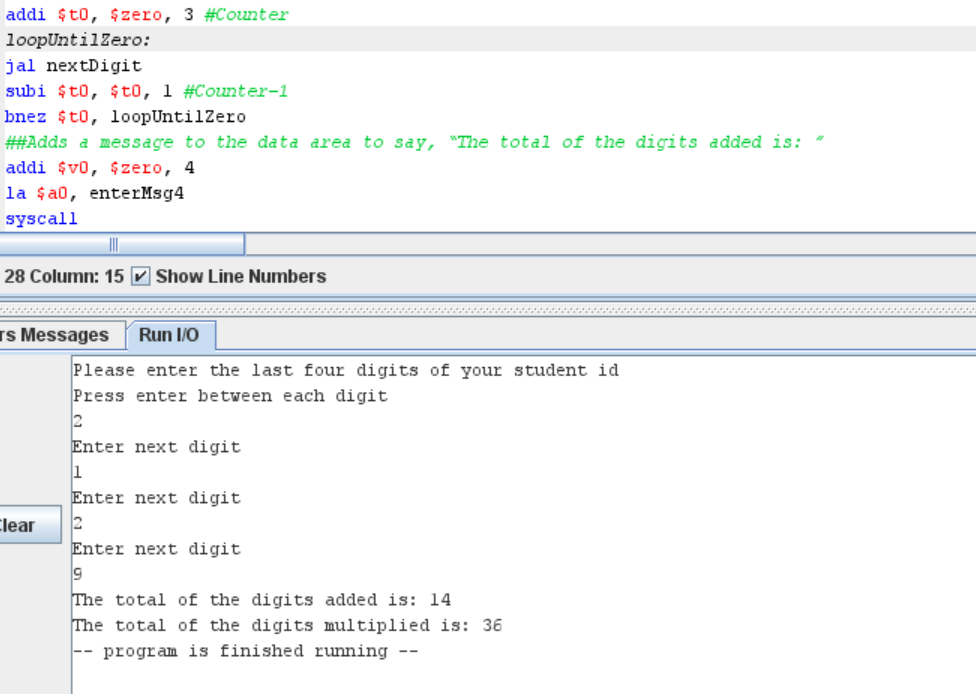 addi $t0, $zero, 3 #Counter
loopUntilZero:
jal nextDigit
subi $t0, $t0, 1 #Counter-1
bnez $t0, loopUntilZero
##Adds a message to the data area to say, “The total of the digits added is: ”
addi $v0, $zero, 4
la $a0, enterMsg4
syscall
28 Column: 15 Show Line Numbers
rs Messages Run I/O
Please enter the last four digits of your student id
Press enter between each digit
2
Enter next digit
1
Enter next digit
2
Enter next digit
9
The total of the digits added is: 14
The total of the digits multiplied is: 36
-- program is finished running --
Clear